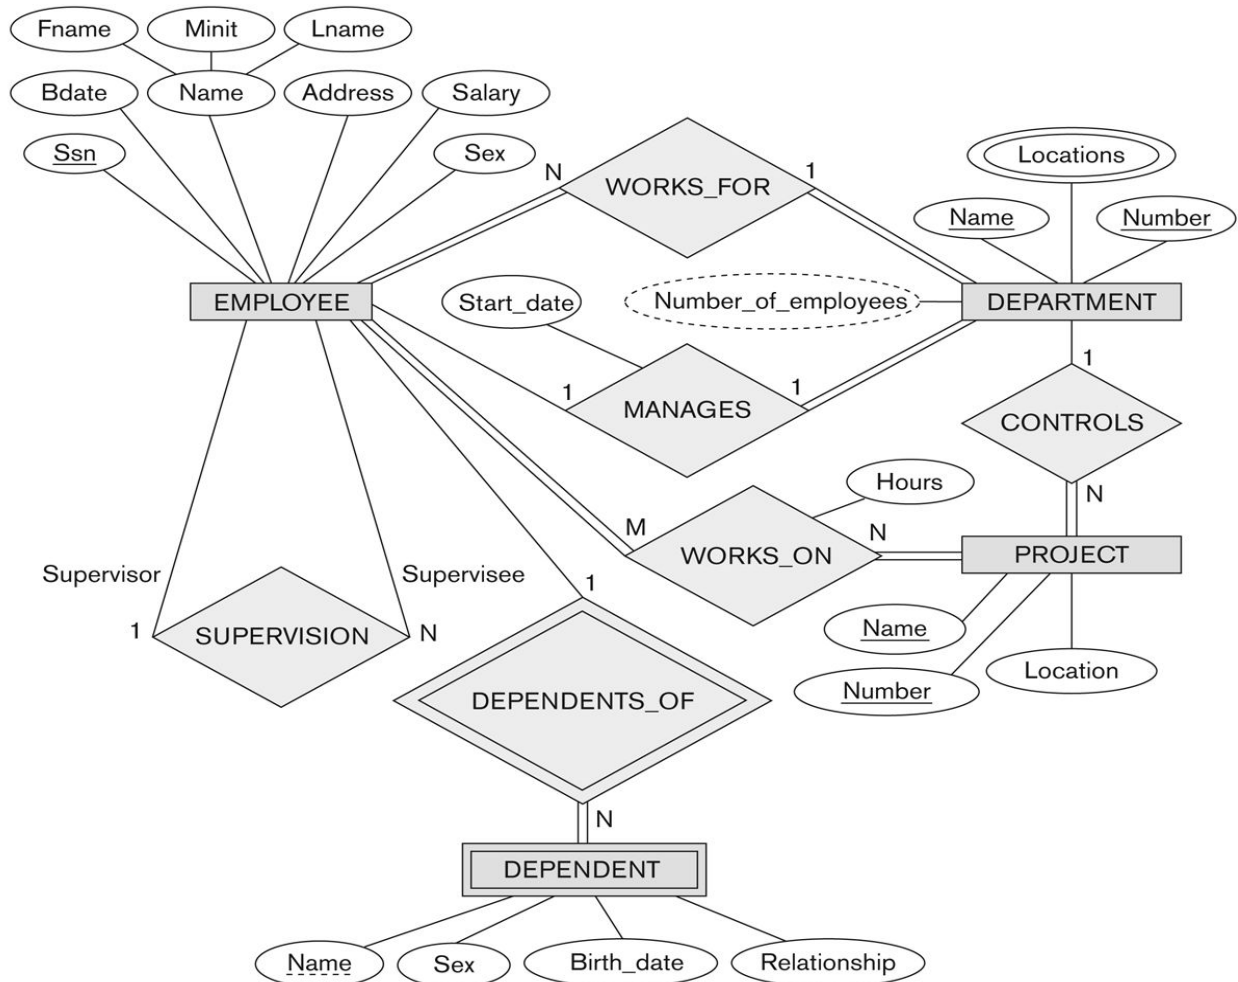 Fname
Minit
Lname
Bdate
Name
Address
Salary
Ssn
Sex
N
WORKS_FOR
1
Locations
Name
Number
EMPLOYEE
Start_date
Number_of_employees
DEPARTMENT
1
MANAGES
1
1
CONTROLS
N
Hours
M
WORKS_ON
N
PROJECT
Supervisor
Supervisee
1
SUPERVISION
N
1
Name
Number
Location
DEPENDENTS_OF
N
DEPENDENT
Name
Sex
Birth_date
Relationship